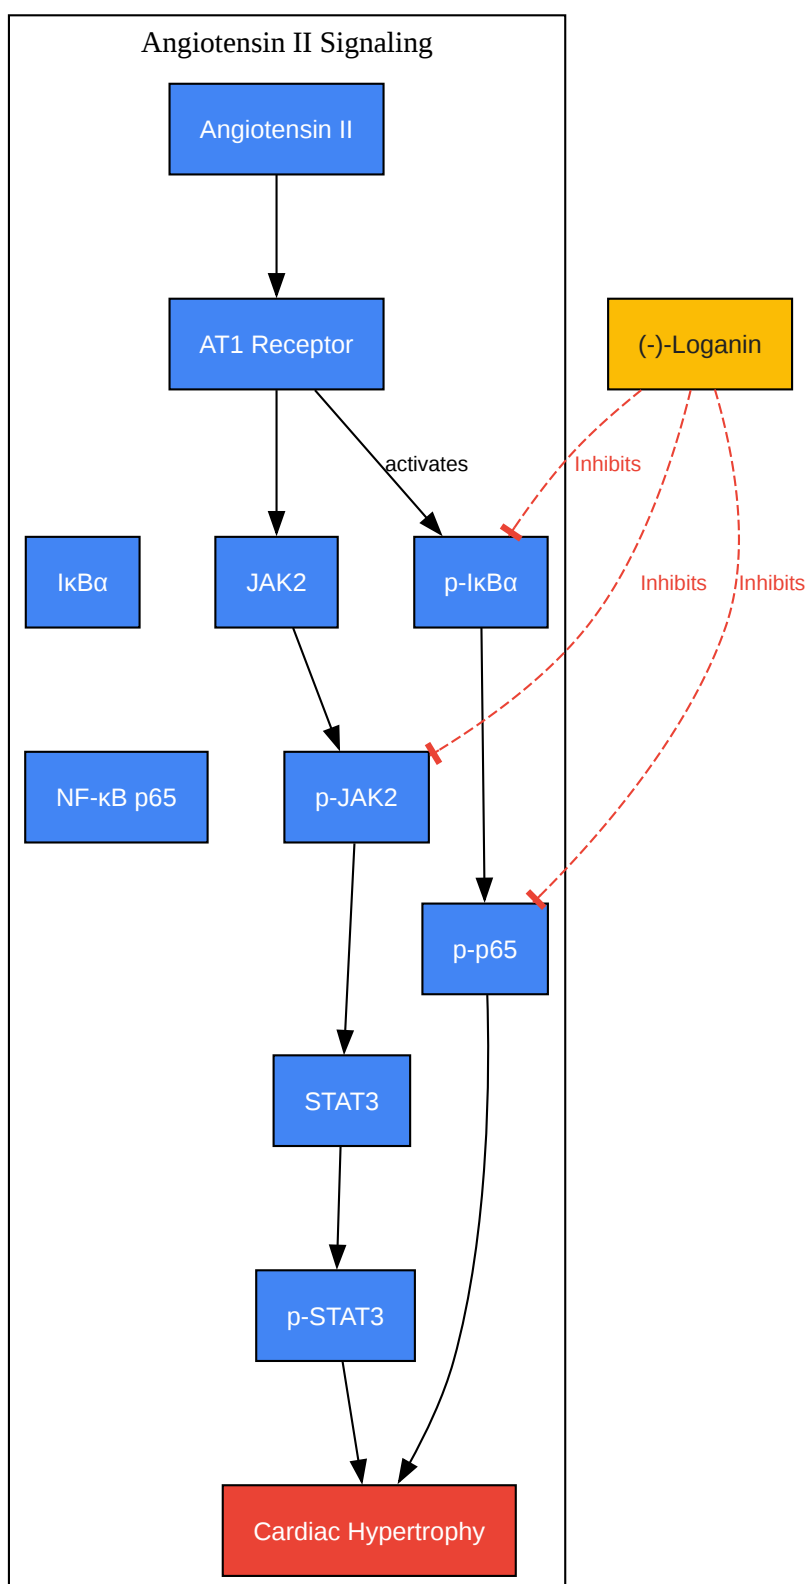 Angiotensin II Signaling
Angiotensin II
AT1 Receptor
(-)-Loganin
activates
Inhibits
IκBα
JAK2
p-IκBα
Inhibits
Inhibits
NF-κB p65
p-JAK2
p-p65
STAT3
p-STAT3
Cardiac Hypertrophy